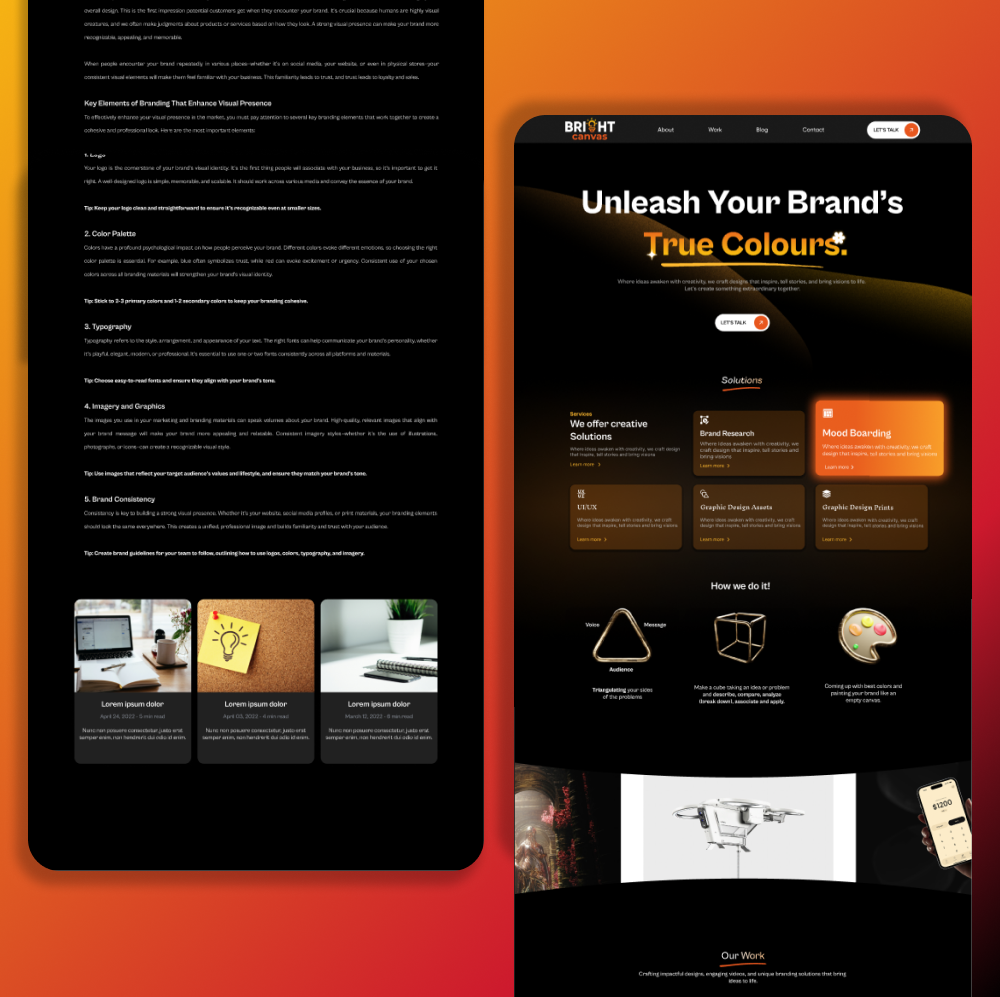 overall design. This is the first impression potential customers get when they encounter your brand. It's crucial because humans are highly visual
creatures, and we often make judgments about products or services based on how they look. A strong visual presence can make your brand more
recognizable, appealing, and memorable.
When people encounter your brand repeatedly, in various places—whether it's on social media, your website, or even in physical stores—your
consistent visual elements will make them feel familiar with your business. This familiarity leads to trust, and trust leads to loyalty and sales.
Key Elements of Branding That Enhance Visual Presence
To effectively enhance your visual presence in the market, you must pay attention to several key branding elements that work together to create a
cohesive and professional look. Here are the most important elements:
1. Logo
Your logo is the cornerstone of your brand's visual identity. It's the first thing people will associate with your business, so it's important to get it
right. A well-designed logo is simple, memorable, and scalable. It should work across various media and convey the essence of your brand.
Tip: Keep your logo clean and straightforward to ensure it's recognizable even at smaller sizes.
2. Color Palette
Colors have a profound psychological impact on how people perceive your brand. Different colors evoke different emotions, so choosing the right
color palette is essential. For example, blue often symbolizes trust, while red can evoke excitement or urgency. Consistent use of your chosen
colors across all branding materials will strengthen your brand's visual identity.
Tip: Stick to 2-3 primary colors and 1-2 secondary colors to keep your branding cohesive.
3. Typography
Typography refers to the style, arrangement, and appearance of your text. The right fonts can help communicate your brand's personality, whether
it's playful, elegant, modern, or professional. It's essential to use one or two fonts consistently across all platforms and materials.
Tip: Choose easy-to-read fonts and ensure they align with your brand's tone.
4. Imagery and Graphics
The images you use in your marketing and branding materials can speak volumes about your brand. High-quality, relevant images that align with
your brand message will make your brand more appealing and relatable. Consistent imagery style—whether it's the use of illustrations,
photographs, or icons—can create a recognizable visual style.
Tip: Use images that reflect your target audience's values and lifestyle, and ensure they match your brand's tone.
5. Brand Consistency
Consistency is key to building a strong visual presence. Whether it's your website, social media profiles, or print materials, your branding elements
should look the same everywhere. This creates a unified, professional image and builds familiarity and trust with your audience.
Tip: Create brand guidelines for your team to follow, outlining how to use logos, colors, typography, and imagery.
Lorem ipsum dolor
April 24, 2022 - 5 min read
Nunc non posuere consectetur, justo erat
semper enim, non hendrerit dui odio id enim.
Lorem ipsum dolor
April 03, 2022 - 4 min read
Nunc non posuere consectetur, justo erat
semper enim, non hendrerit dui odio id enim.
Lorem ipsum dolor
March 12, 2022 - 8 min read
Nunc non posuere consectetur, justo erat
semper enim, non hendrerit dui odio id enim.
BRIGHT
canvas
About
Work
Blog
Contact
LET'S TALK
Unleash Your Brand's
True Colours.
Where ideas awaken with creativity, we craft designs that inspire, tell stories, and bring visions to life.
Let's create something extraordinary together
LET'S TALK
Solutions
Services
We offer creative
Solutions
Where ideas awaken with creativity, we craft design
that inspire, tell stories and bring visions
Learn more
Brand Research
Where ideas awaken with creativity, we
craft design that inspire, tell stories and
bring visions
Learn more
Mood Boarding
Where ideas awaken with creativity, we craft
design that inspire, tell stories and bring visions
Learn more
UI/UX
Where ideas awaken with creativity, we craft
design that inspire, tell stories and bring visions
Learn more
Graphic Design Assets
Where ideas awaken with creativity, we craft
design that inspire, tell stories and bring visions
Learn more
Graphic Design Prints
Where ideas awaken with creativity, we craft
design that inspire, tell stories and bring visions
Learn more
How we do it!
Voice
Message
Audience
Triangulating your sides
of the problems
Make a cube taking an idea or problem
and describe, compare, analyze
(break down), associate and apply.
Coming up with best colors and
painting your brand like an
empty canvas.
$1200
Our Work
Crafting impactful designs, engaging videos, and unique branding solutions that bring
ideas to life.